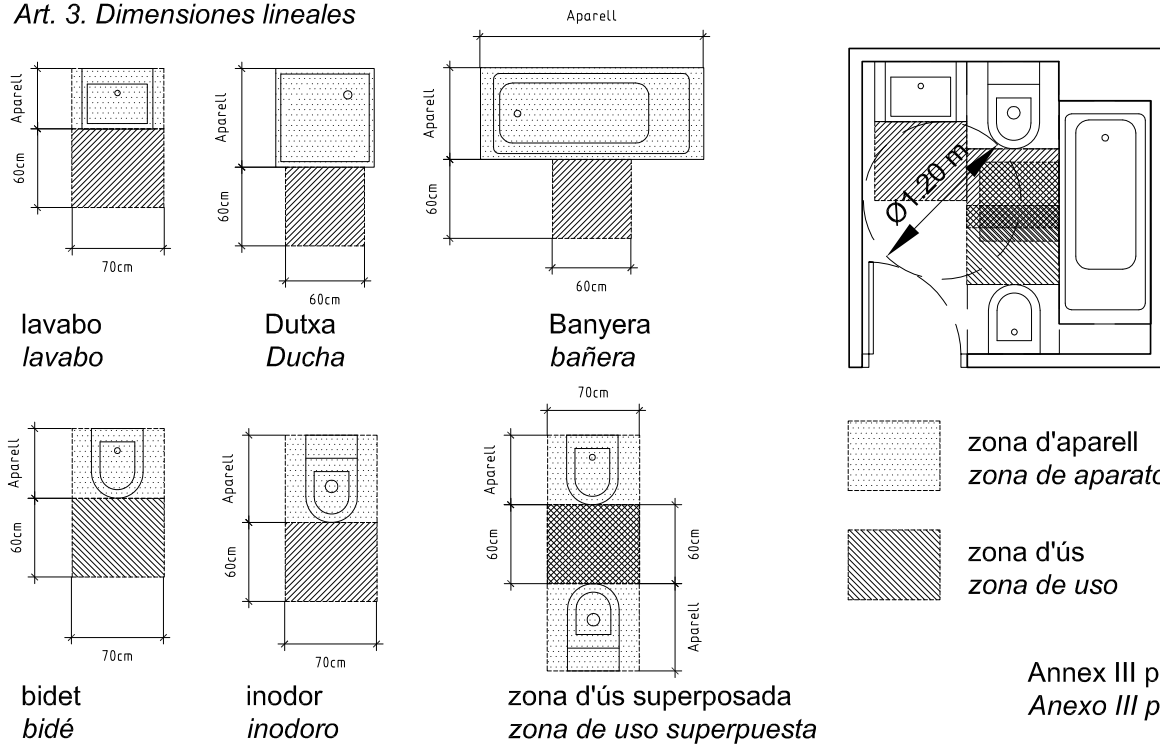 Art. 3. Dimensiones lineales
Aparell
60cm
70cm
lavabo
lavabo
Aparell
60cm
60cm
Dutxa
Ducha
Aparell
Aparell
60cm
60cm
Banyera
bañera
Ø1.20 m
Aparell
60cm
70cm
bidet
bidé
Aparell
60cm
70cm
inodor
inodoro
70cm
Aparell
60cm
60cm
Aparell
zona d'ús superposada
zona de uso superpuesta
zona d'aparell
zona de aparato
zona d'ús
zona de uso
Annex III p
Anexo III p